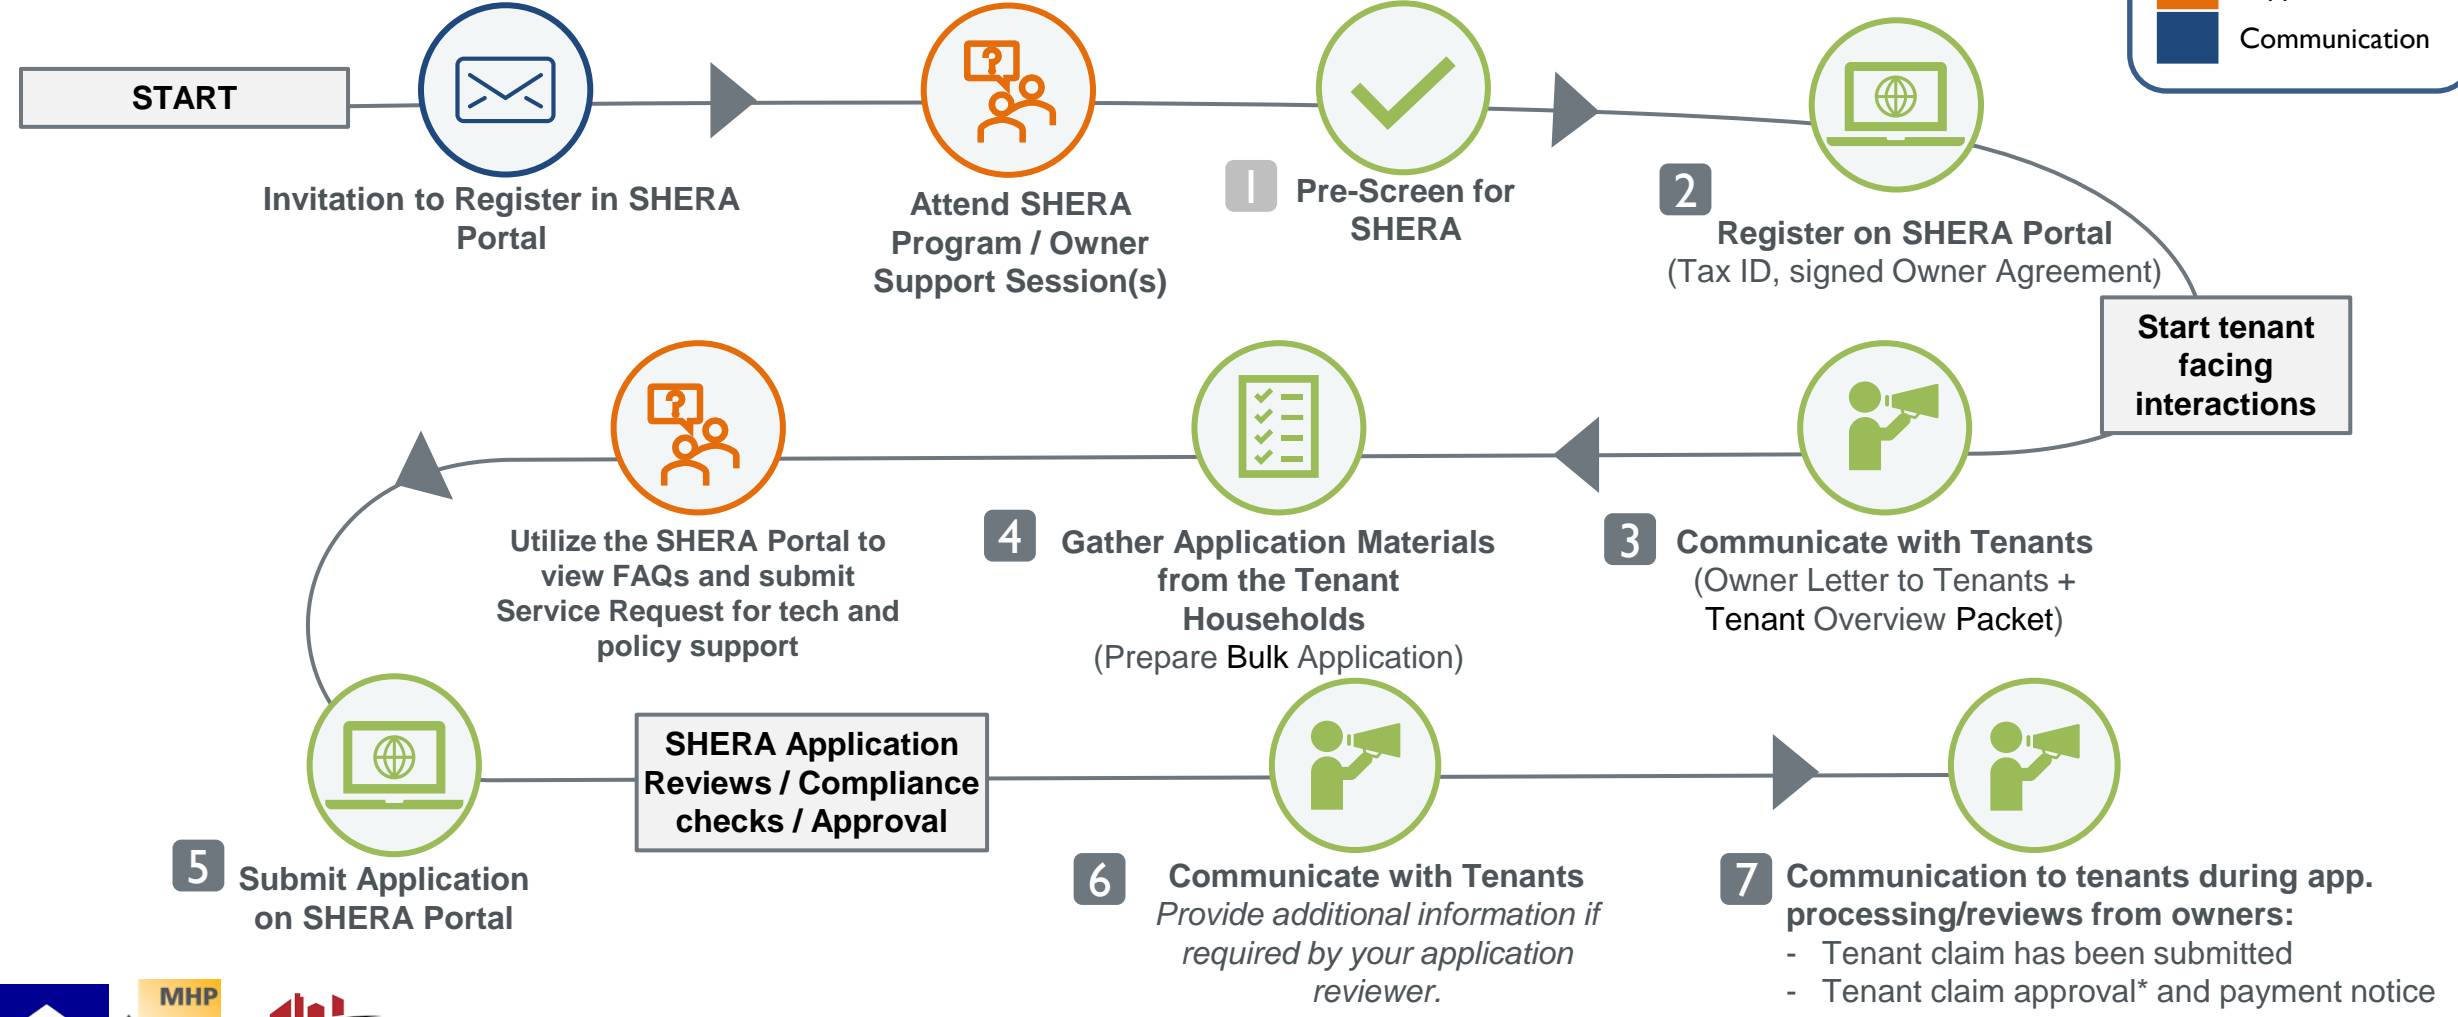 Communication
START
Invitation to Register in SHERA
Portal
?
Attend SHERA
Program / Owner
Support Session(s)
1
Pre-Screen for
SHERA
2
Register on SHERA Portal
(Tax ID, signed Owner Agreement)
Start tenant
facing
interactions
3
Communicate with Tenants
(Owner Letter to Tenants +
Tenant Overview Packet)
4
Gather Application Materials
from the Tenant
Households
(Prepare Bulk Application)
?
Utilize the SHERA Portal to
view FAQs and submit
Service Request for tech and
policy support
5
Submit Application
on SHERA Portal
SHERA Application
Reviews / Compliance
checks / Approval
6
Communicate with Tenants
Provide additional information if
required by your application
reviewer.
7
Communication to tenants during app.
processing/reviews from owners:
- Tenant claim has been submitted
- Tenant claim approval* and payment notice
MHP